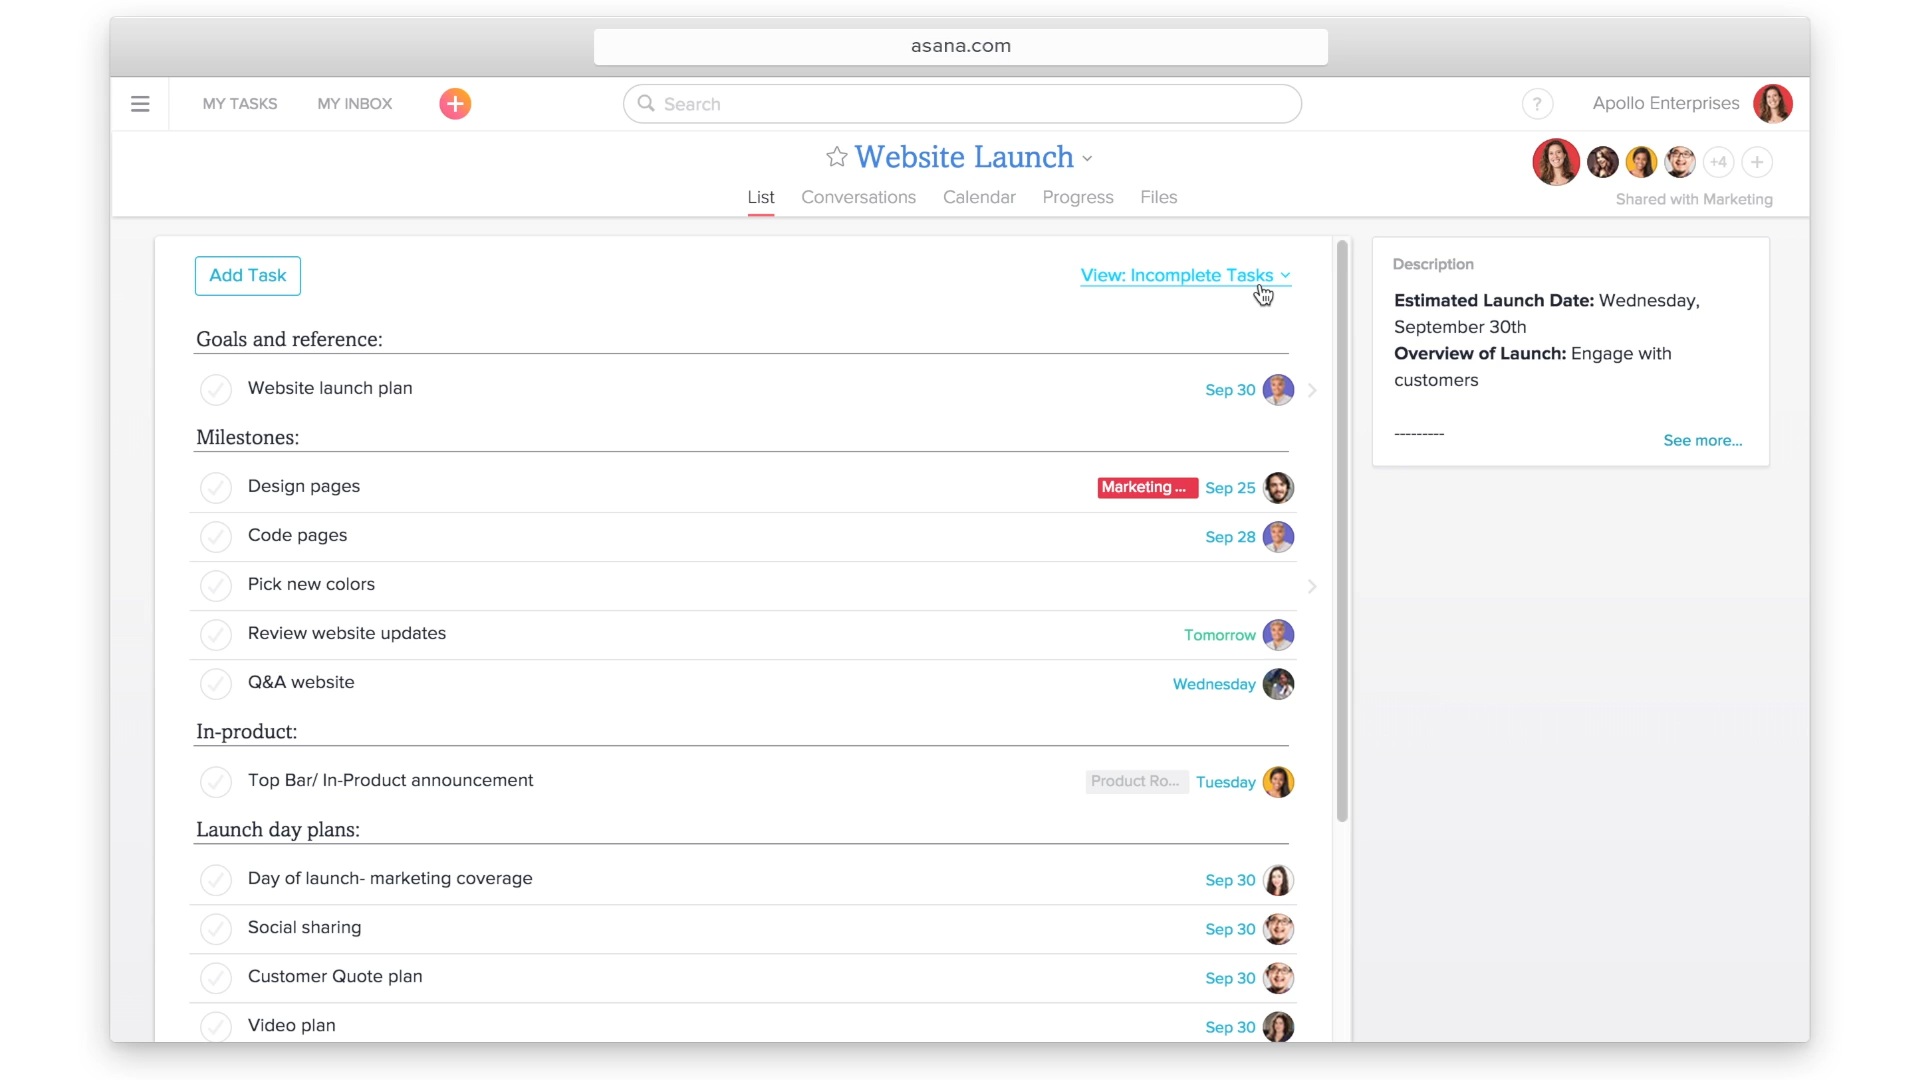 asana.com
MY TASKS
MY INBOX
Search
?
Apollo Enterprises
Website Launch
+4
List
Conversations
Calendar
Progress
Files
Shared with Marketing
Add Task
View: Incomplete Tasks
Goals and reference:
Website launch plan
Sep 30
Milestones:
Design pages
Marketing ...
Sep 25
Code pages
Sep 28
Pick new colors
Review website updates
Tomorrow
Q&A website
Wednesday
In-product:
Top Bar/ In-Product announcement
Product Ro...
Tuesday
Launch day plans:
Day of launch- marketing coverage
Sep 30
Social sharing
Sep 30
Customer Quote plan
Sep 30
Video plan
Sep 30
Description
Estimated Launch Date: Wednesday,
September 30th
Overview of Launch: Engage with
customers
---------
See more...